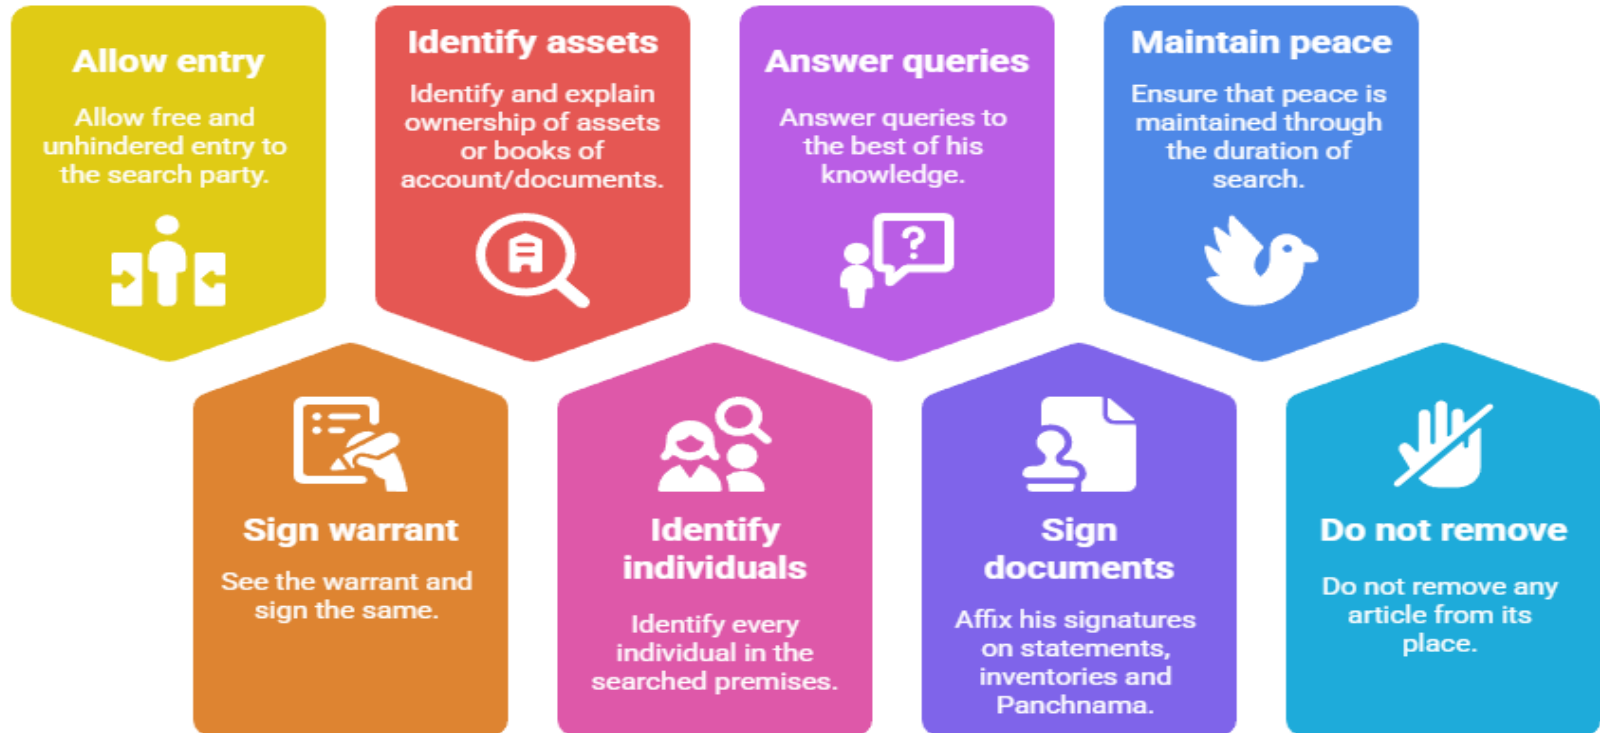 Allow entry
Allow free and
unhindered entry to
the search party.
Sign warrant
See the warrant and
sign the same.
Identify assets
Identify and explain
ownership of assets
or books of
account/documents.
Identify
individuals
Identify every
individual in the
searched premises.
Answer queries
Answer queries to
the best of his
knowledge.
?
Sign
documents
Affix his signatures
on statements,
inventories and
Panchnama.
Maintain peace
Ensure that peace is
maintained through
the duration of
search.
Do not remove
Do not remove any
article from its
place.